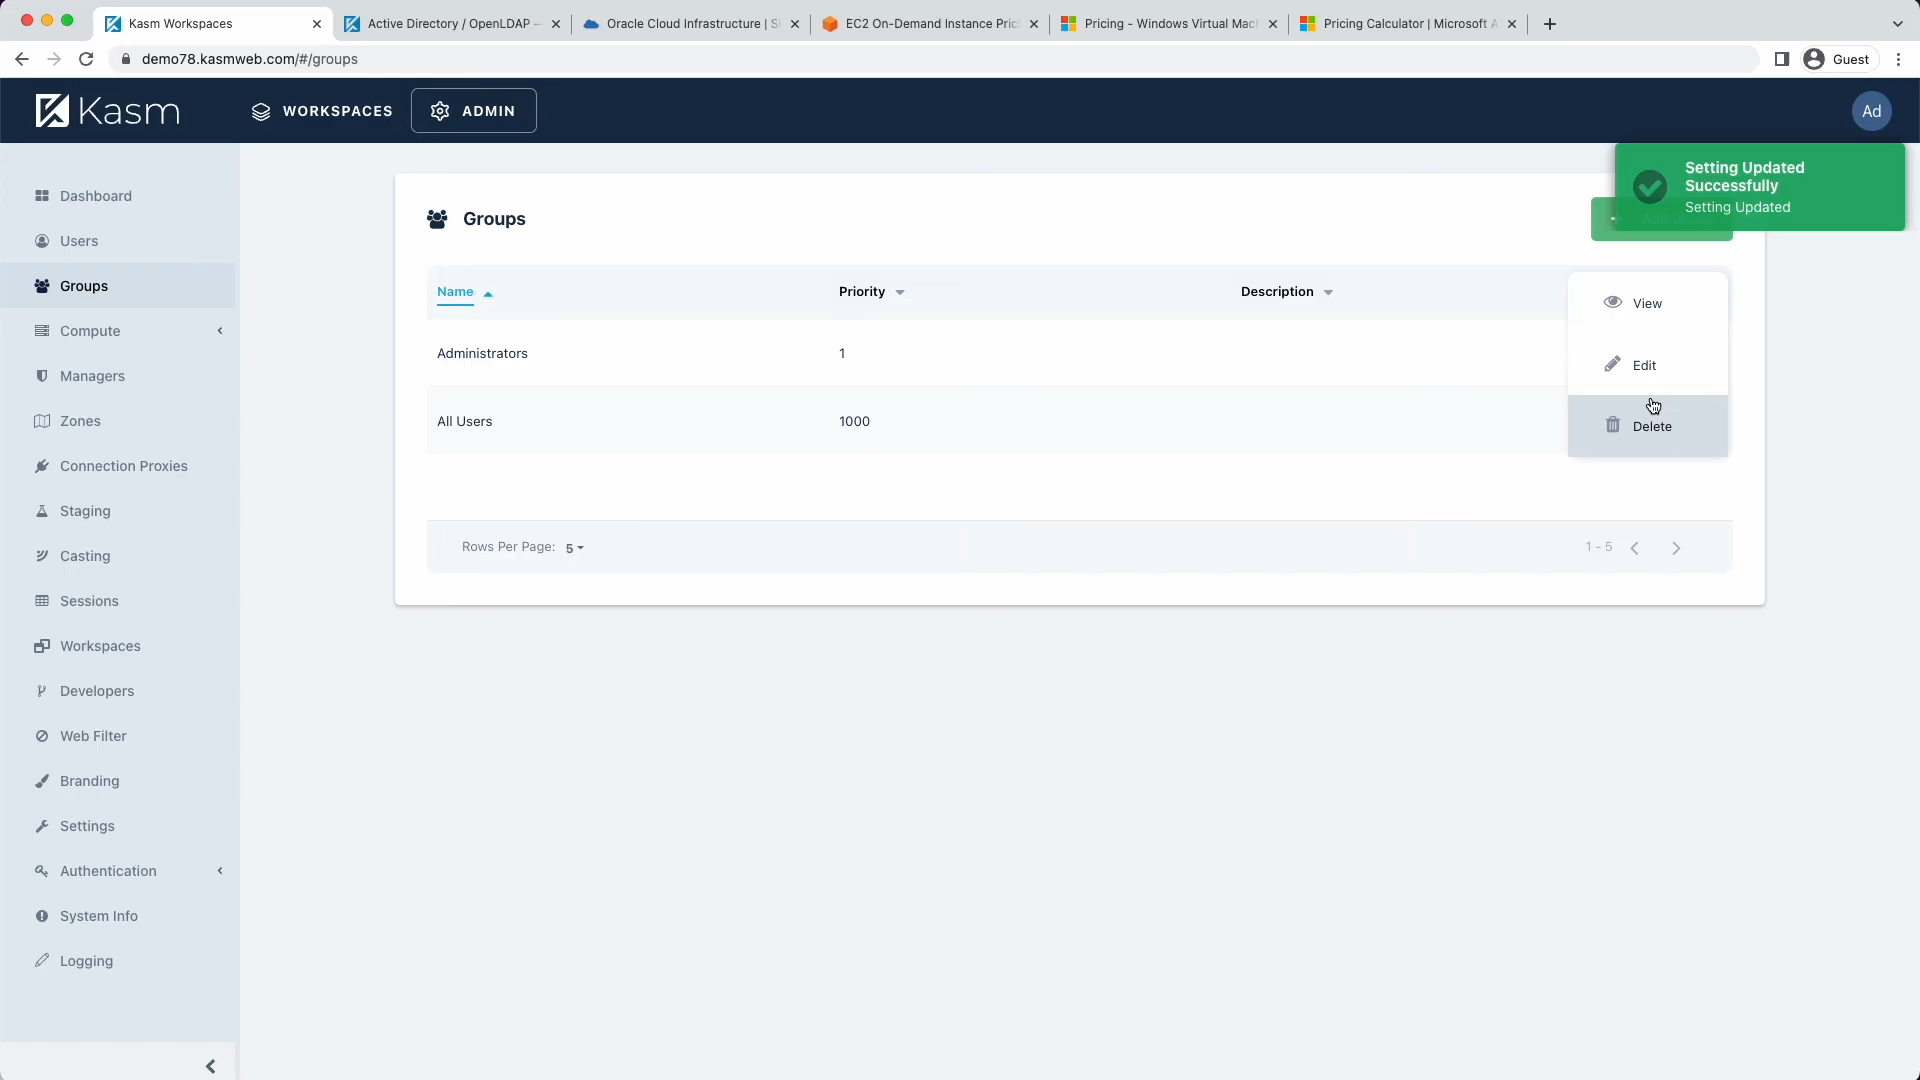 Kasm Workspaces
Active Directory / OpenLDAP —
Oracle Cloud Infrastructure | Si
EC2 On-Demand Instance Pric
Pricing - Windows Virtual Mac
Pricing Calculator | Microsoft A
demo78.kasmweb.com/#/groups
Guest
Kasm
WORKSPACES
ADMIN
Ad
Setting Updated
Successfully
Setting Updated
Dashboard
Users
Groups
Compute
Managers
Zones
Connection Proxies
Staging
Casting
Sessions
Workspaces
Developers
Web Filter
Branding
Settings
Authentication
System Info
Logging
Groups
Name
Priority
Description
Administrators
1
All Users
1000
View
Edit
Delete
Rows Per Page: 5
1 - 5